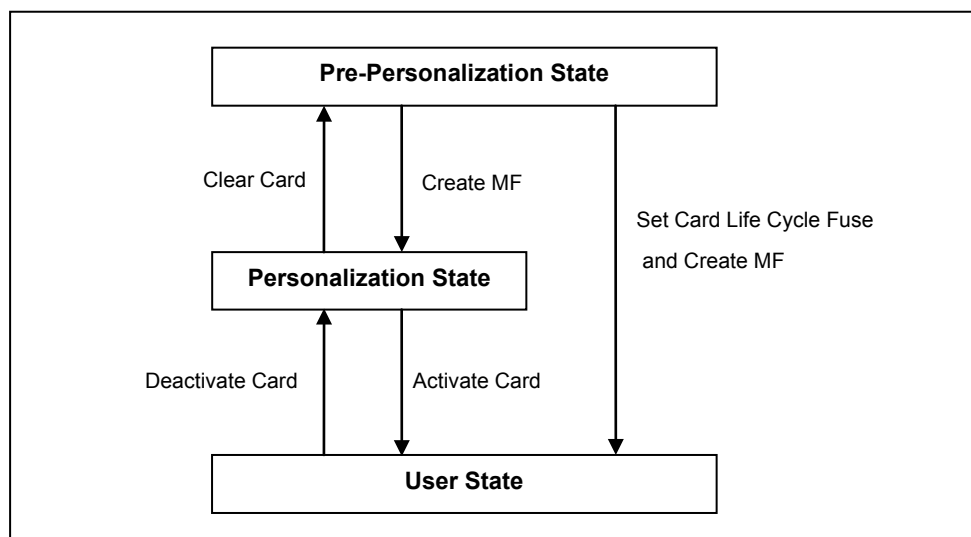 Pre-Personalization State
Clear Card
Create MF
Set Card Life Cycle Fuse
and Create MF
Personalization State
Deactivate Card
Activate Card
User State